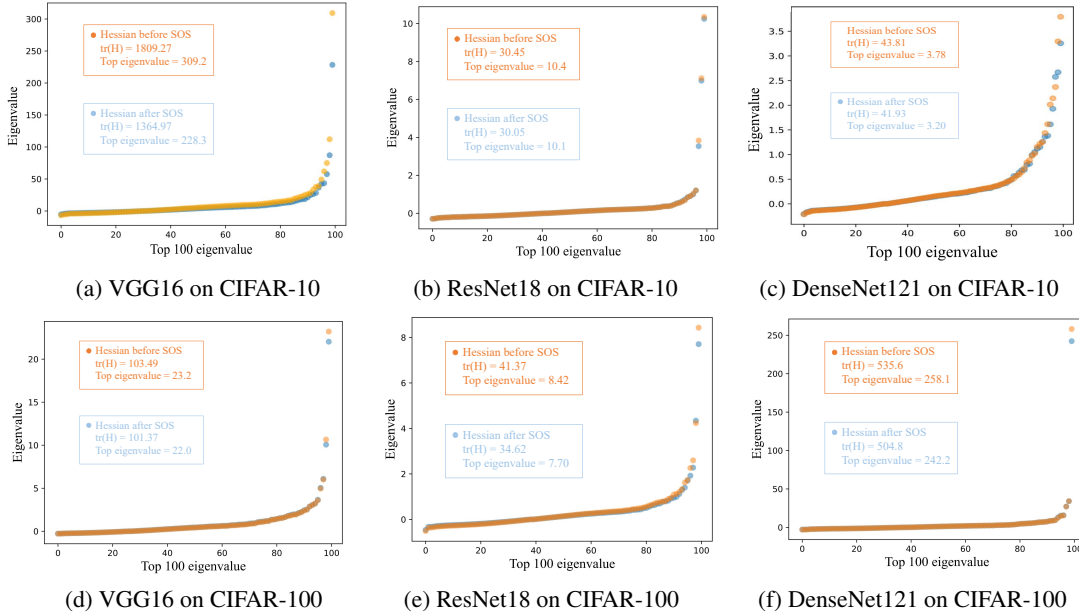 Hessian before SOS
tr(H) = 1809.27
Top eigenvalue = 309.2
Hessian after SOS
tr(H) = 1364.97
Top eigenvalue = 228.3
Eigenvalue
300
250
200
150
100
50
0
0 20 40 60 80 100
Top 100 eigenvalue
(a) VGG16 on CIFAR-10
Hessian before SOS
tr(H) = 30.45
Top eigenvalue = 10.4
Hessian after SOS
tr(H) = 30.05
Top eigenvalue = 10.1
Eigenvalue
10
8
6
4
2
0
0 20 40 60 80 100
Top 100 eigenvalue
(b) ResNet18 on CIFAR-10
Hessian before SOS
tr(H) = 43.81
Top eigenvalue = 3.78
Hessian after SOS
tr(H) = 41.93
Top eigenvalue = 3.20
Eigenvalue
3.5
3.0
2.5
2.0
1.5
1.0
0.5
0.0
0 20 40 60 80 100
Top 100 eigenvalue
(c) DenseNet121 on CIFAR-10
Hessian before SOS
tr(H) = 103.49
Top eigenvalue = 23.2
Hessian after SOS
tr(H) = 101.37
Top eigenvalue = 22.0
Eigenvalue
20
15
10
5
0
0 20 40 60 80 100
Top 100 eigenvalue
(d) VGG16 on CIFAR-100
Hessian before SOS
tr(H) = 41.37
Top eigenvalue = 8.42
Hessian after SOS
tr(H) = 34.62
Top eigenvalue = 7.70
Eigenvalue
8
6
4
2
0
0 20 40 60 80 100
Top 100 eigenvalue
(e) ResNet18 on CIFAR-100
Hessian before SOS
tr(H) = 535.6
Top eigenvalue = 258.1
Hessian after SOS
tr(H) = 504.8
Top eigenvalue = 242.2
Eigenvalue
250
200
150
100
50
0
0 20 40 60 80 100
Top 100 eigenvalue
(f) DenseNet121 on CIFAR-100